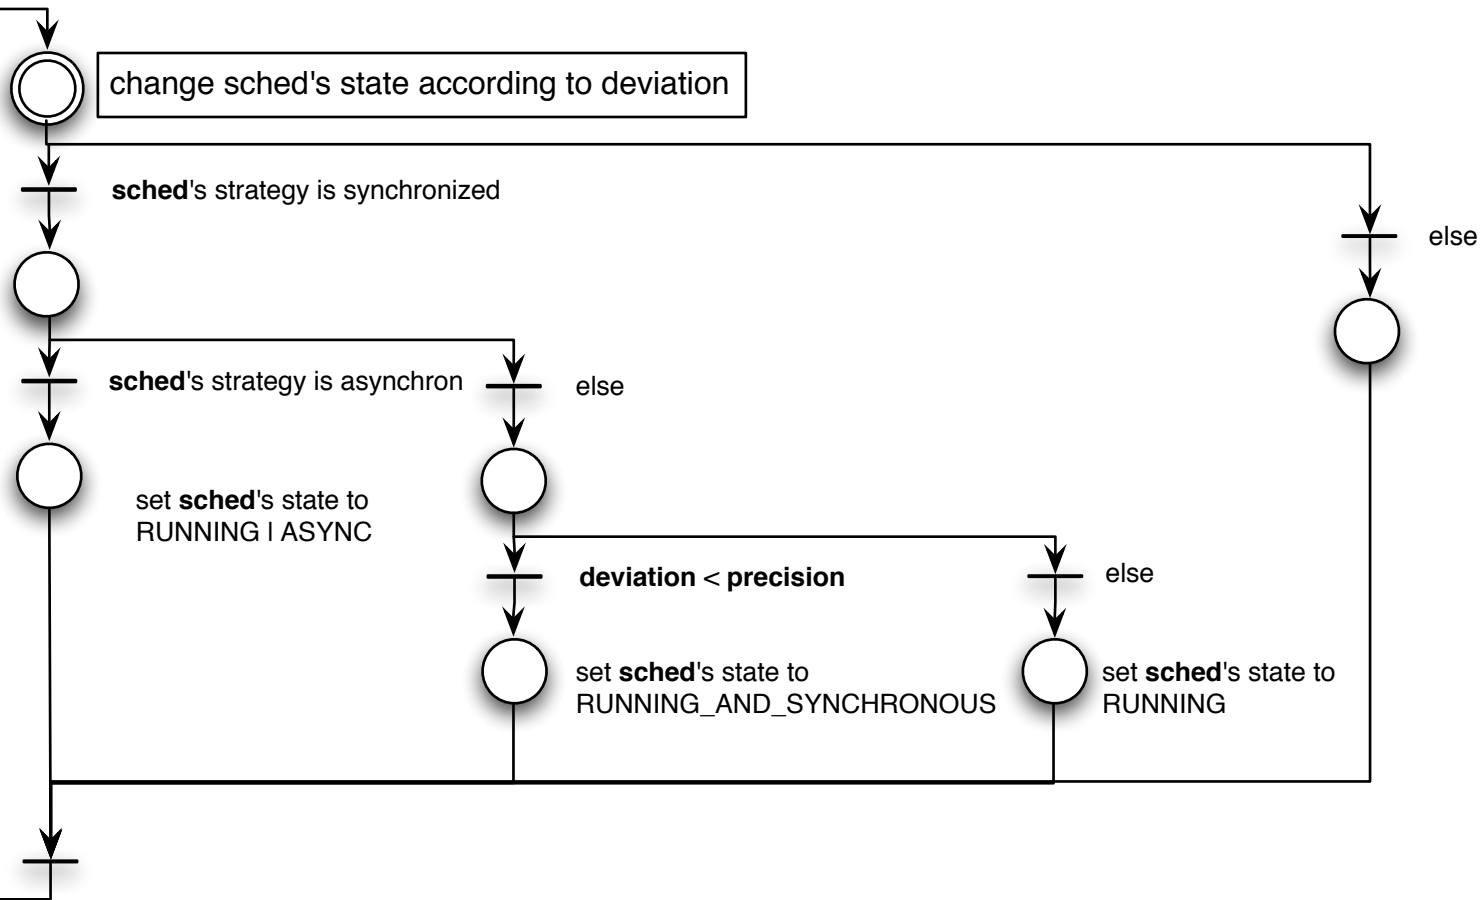 change sched's state according to deviation
sched's strategy is synchronized
else
sched's strategy is asynchron
else
set sched's state to
RUNNING | ASYNC
deviation < precision
else
set sched's state to
RUNNING_AND_SYNCHRONOUS
set sched's state to
RUNNING